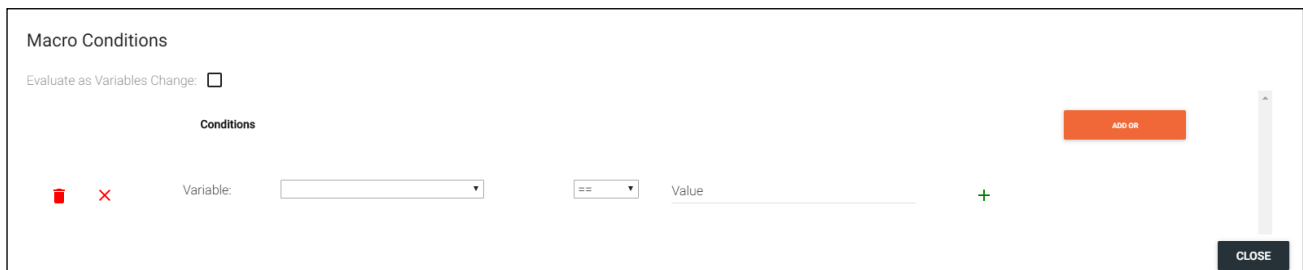 Macro Conditions
Evaluate as Variables Change:
Conditions
ADD OR
Variable:
==
Value
CLOSE